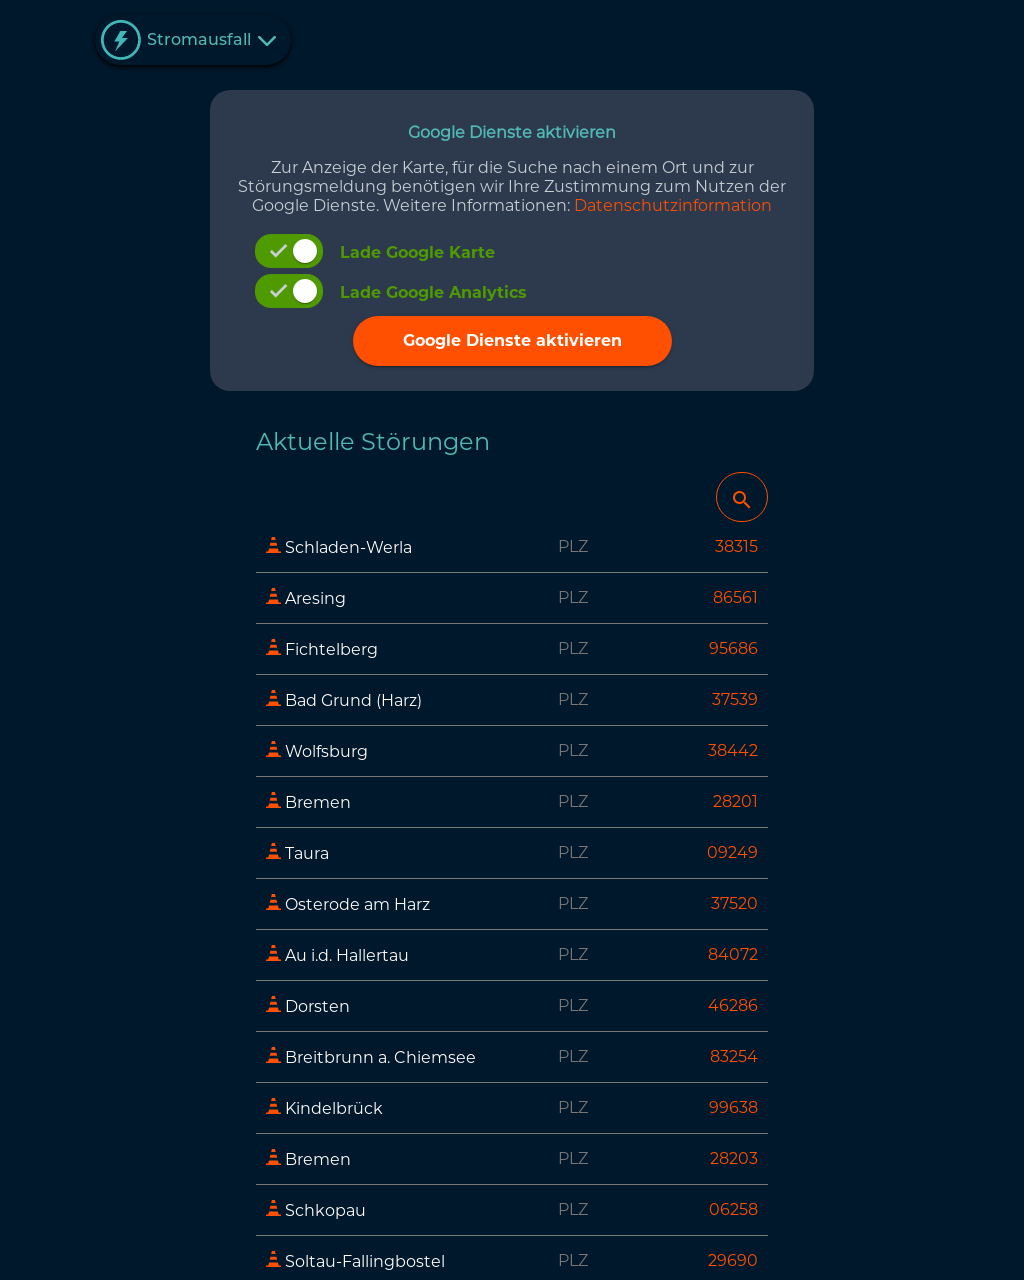 Stromausfall
Google Dienste aktivieren
Zur Anzeige der Karte, für die Suche nach einem Ort und zur
Störungsmeldung benötigen wir Ihre Zustimmung zum Nutzen der
Google Dienste. Weitere Informationen: Datenschutzinformation
Lade Google Karte
Lade Google Analytics
Google Dienste aktivieren
Aktuelle Störungen
Schladen-Werla PLZ 38315
Aresing PLZ 86561
Fichtelberg PLZ 95686
Bad Grund (Harz) PLZ 37539
Wolfsburg PLZ 38442
Bremen PLZ 28201
Taura PLZ 09249
Osterode am Harz PLZ 37520
Au i.d. Hallertau PLZ 84072
Dorsten PLZ 46286
Breitbrunn a. Chiemsee PLZ 83254
Kindelbrück PLZ 99638
Bremen PLZ 28203
Schkopau PLZ 06258
Soltau-Fallingbostel PLZ 29690